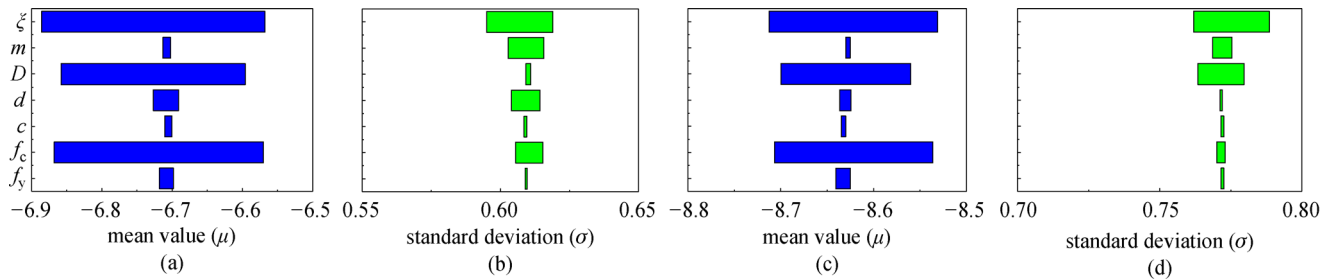 ξ
m
D
d
c
f_c
f_y
−6.9 −6.8 −6.7 −6.6 −6.5
mean value (μ)
(a)
0.55 0.60 0.65
standard deviation (σ)
(b)
−8.8 −8.7 −8.6 −8.5
mean value (μ)
(c)
0.70 0.75 0.80
standard deviation (σ)
(d)